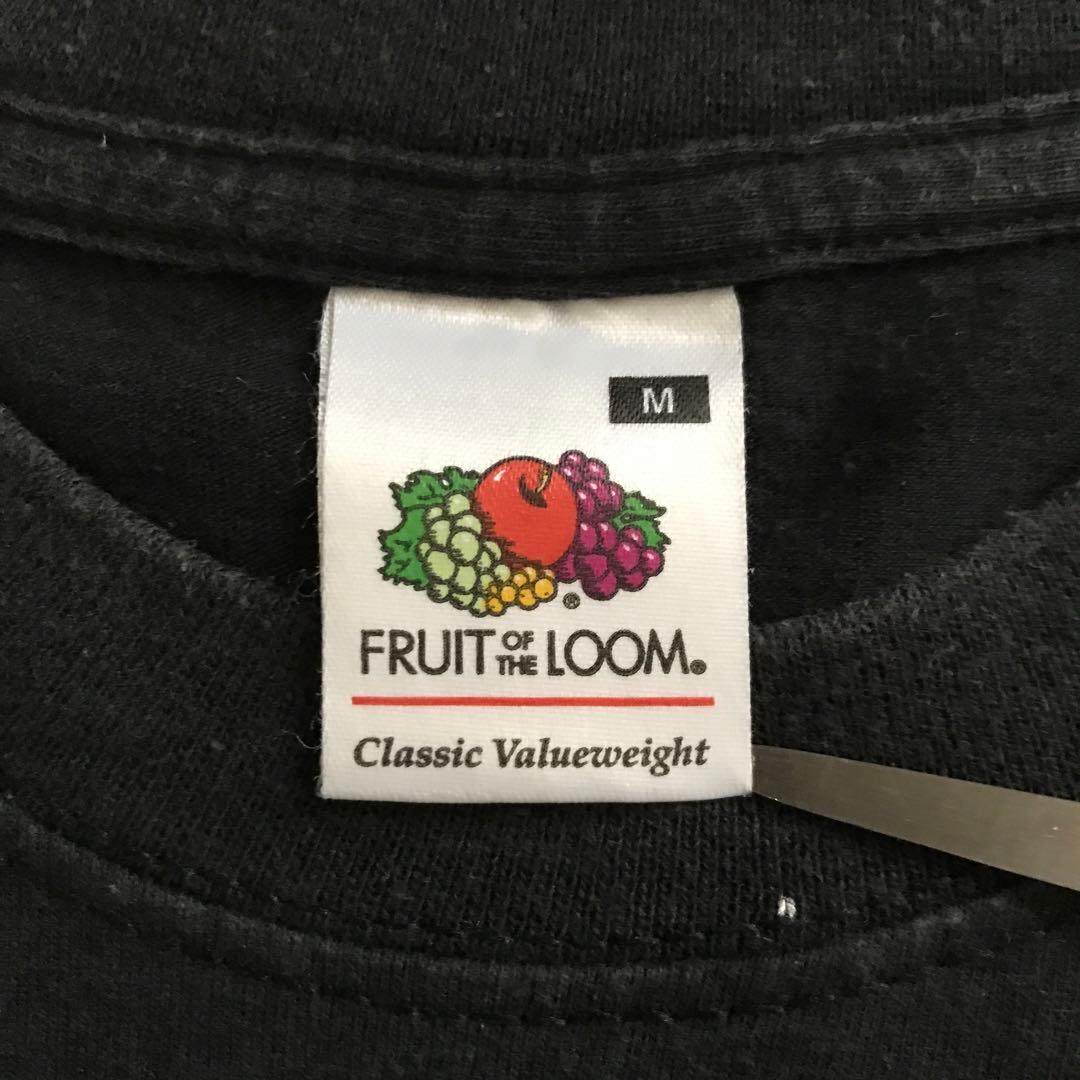 M
®
FRUIT OF THE LOOM®
Classic Valueweight